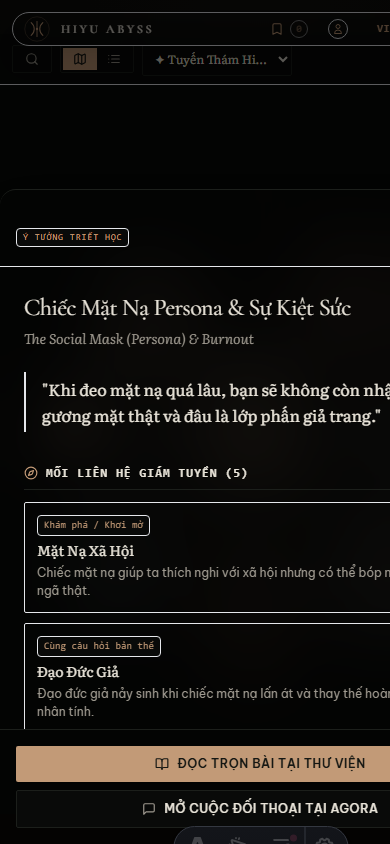 HIYU ABYSS
0
VI
✦ Tuyến Thám Hi...
Ý TƯỞNG TRIẾT HỌC
Chiếc Mặt Nạ Persona & Sự Kiệt Sức
The Social Mask (Persona) & Burnout
"Khi đeo mặt nạ quá lâu, bạn sẽ không còn
gương mặt thật và đâu là lớp phấn giả trang."
MỐI LIÊN HỆ GIÁM TUYỂN (5)
Khám phá / Khơi mở
Mặt Nạ Xã Hội
Chiếc mặt nạ giúp ta thích nghi với xã hội nhưng có thể bóp
ngã thật.
Cùng câu hỏi bản thể
Đạo Đức Giả
Đạo đức giả nảy sinh khi chiếc mặt nạ lấn át và thay thế
nhân tính.
ĐỌC TRỌN BÀI TẠI THƯ VIỆN
MỞ CUỘC ĐỐI THOẠI TẠI AGORA